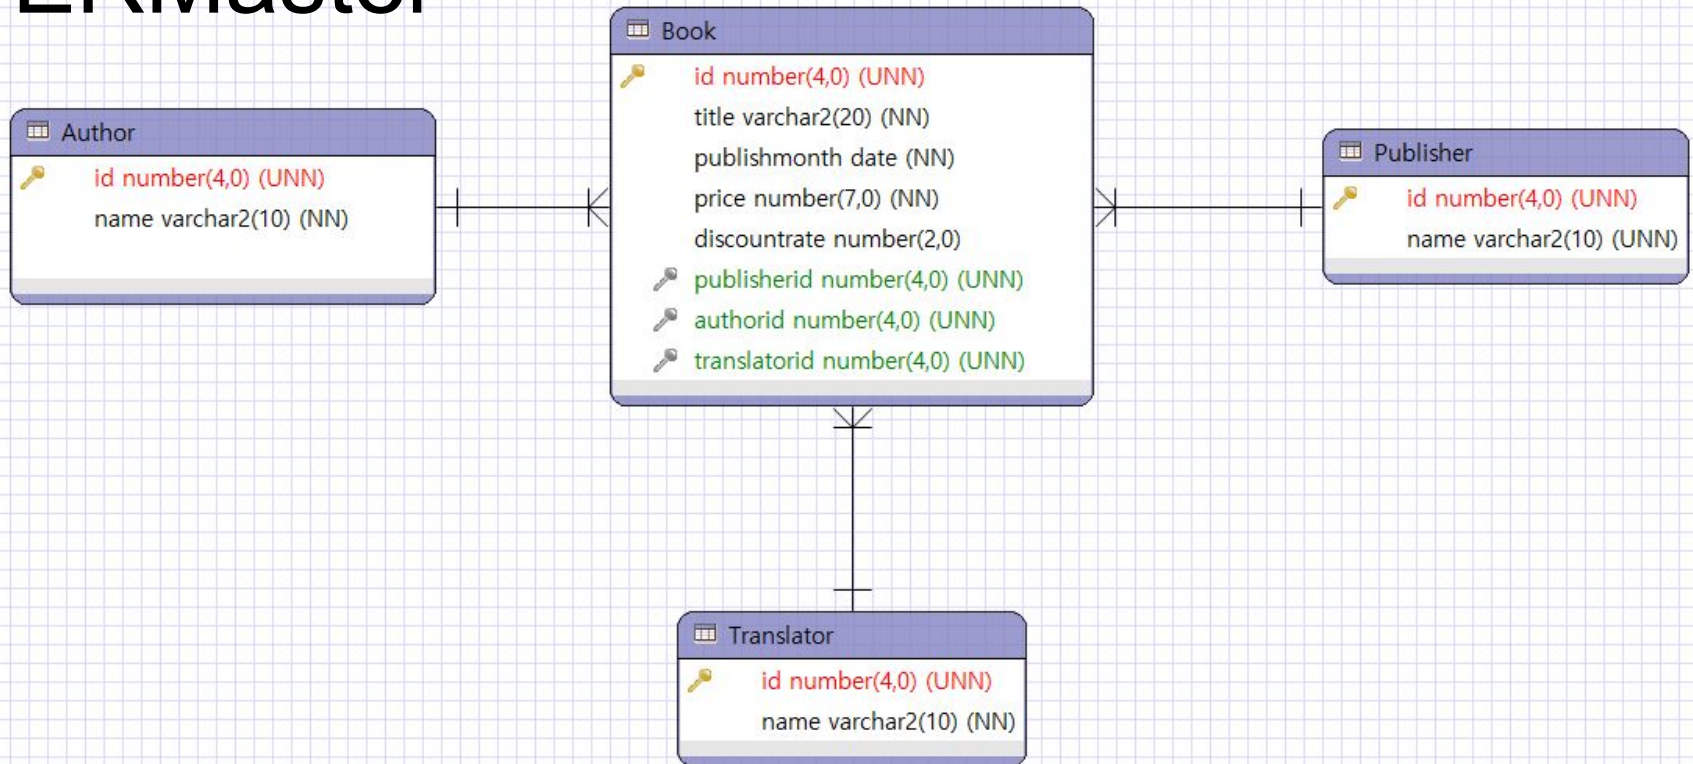 ERMaster
Book
id number(4,0) (UNN)
title varchar2(20) (NN)
publishmonth date (NN)
price number(7,0) (NN)
discountrate number(2,0)
publisherid number(4,0) (UNN)
authorid number(4,0) (UNN)
translatorid number(4,0) (UNN)
Author
id number(4,0) (UNN)
name varchar2(10) (NN)
Publisher
id number(4,0) (UNN)
name varchar2(10) (UNN)
Translator
id number(4,0) (UNN)
name varchar2(10) (NN)